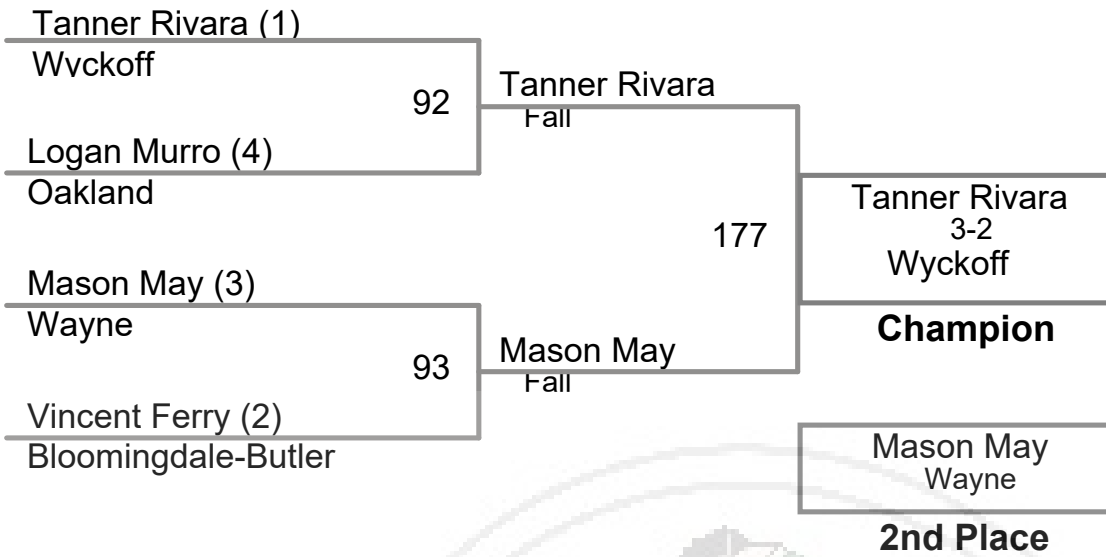 Tanner Rivara (1)
Wyckoff
92
Tanner Rivara
Fall
Logan Murro (4)
Oakland
177
Tanner Rivara
3-2
Wyckoff
Champion
Mason May (3)
Wayne
93
Mason May
Fall
Vincent Ferry (2)
Bloomingdale-Butler
Mason May
Wayne
2nd Place